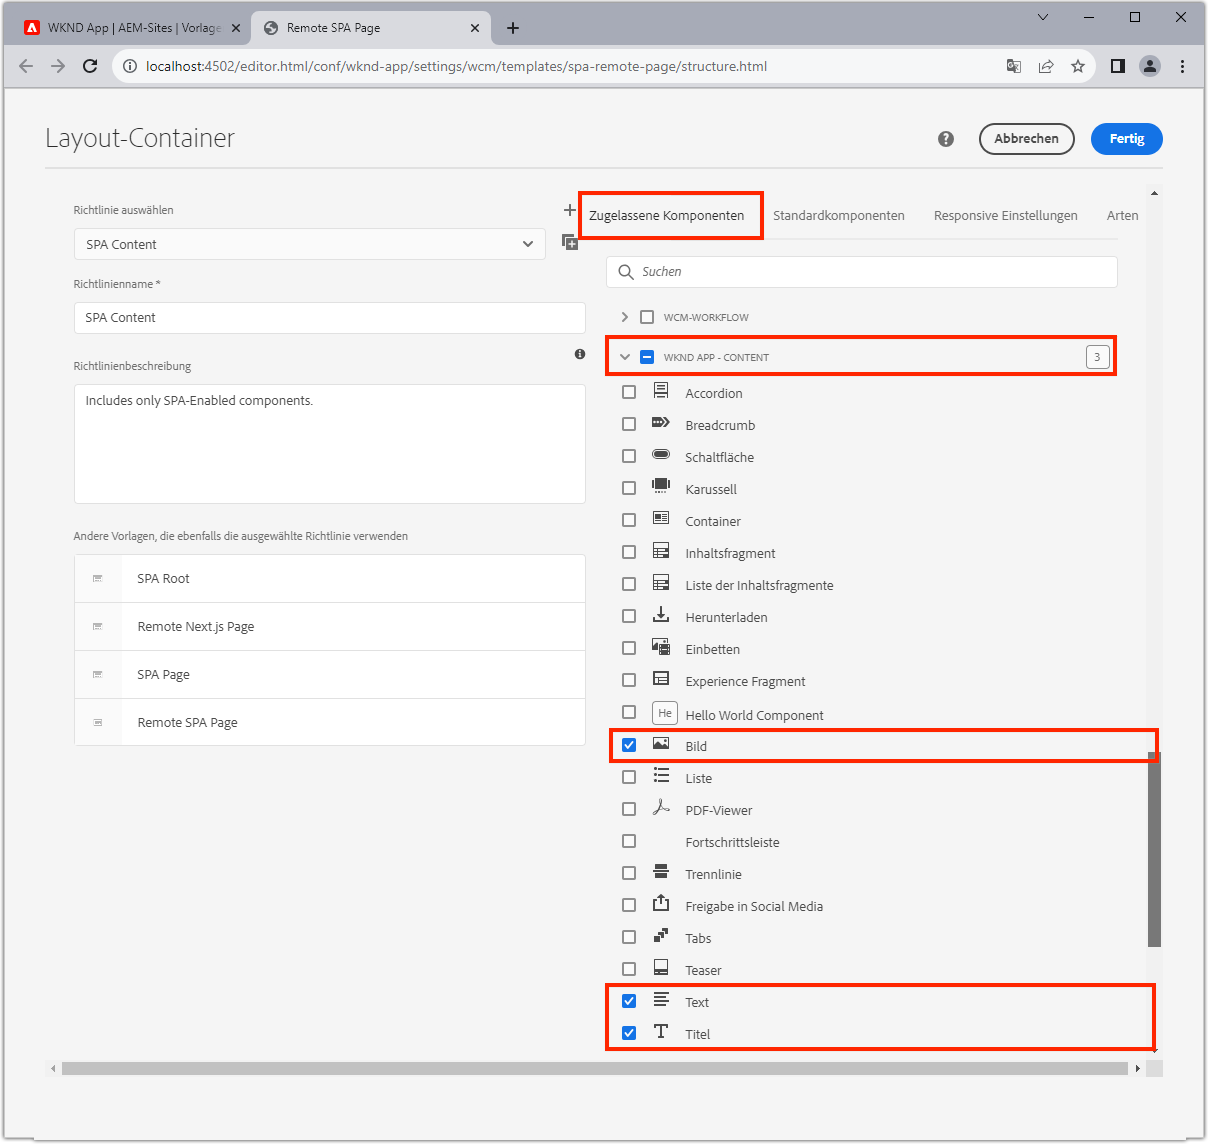 WKND App | AEM-Sites | Vorlage
Remote SPA Page
localhost:4502/editor.html/conf/wknd-app/settings/wcm/templates/spa-remote-page/structure.html
Layout-Container
Abbrechen
Fertig
Richtlinie auswählen
SPA Content
Richtlinienname *
SPA Content
Richtlinienbeschreibung
Includes only SPA-Enabled components.
Andere Vorlagen, die ebenfalls die ausgewählte Richtlinie verwenden
SPA Root
Remote Next.js Page
SPA Page
Remote SPA Page
Zugelassene Komponenten
Standardkomponenten
Responsive Einstellungen
Arten
Suchen
WCM-WORKFLOW
WKND APP - CONTENT
3
Accordion
Breadcrumb
Schaltfläche
Karussell
Container
Inhaltsfragment
Liste der Inhaltsfragmente
Herunterladen
Einbetten
Experience Fragment
He
Hello World Component
Bild
Liste
PDF-Viewer
Fortschrittsleiste
Trennlinie
Freigabe in Social Media
Tabs
Teaser
Text
Titel